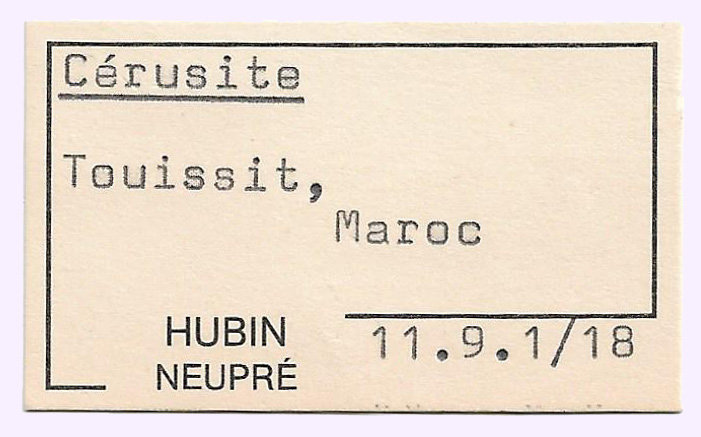 Cérusite
Touissit,
Maroc
HUBIN
NEUPRÉ
11.9.1/18